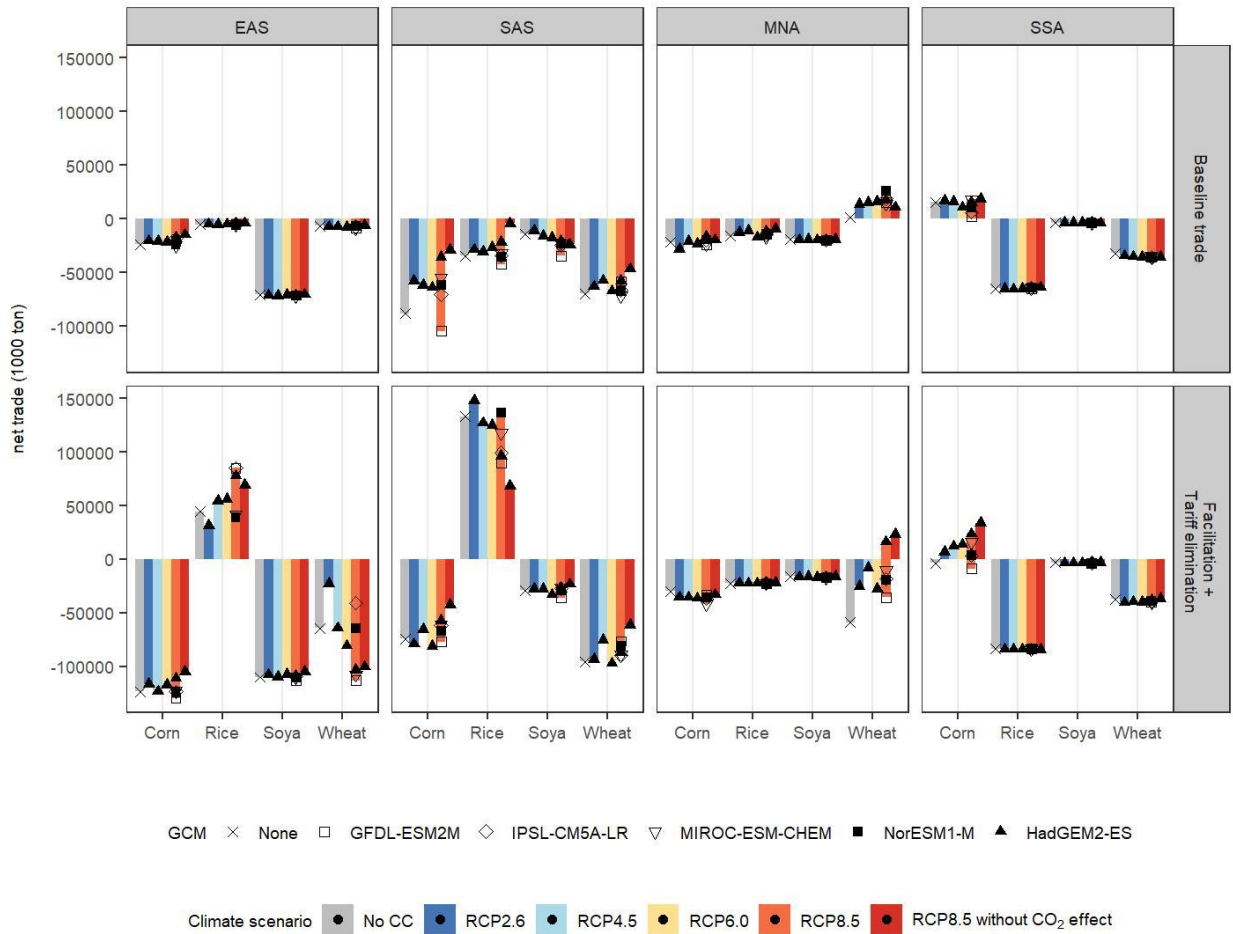 EAS SAS MNA SSA
net trade (1000 ton)
150000
100000
50000
0
-50000
-100000
Baseline trade
150000
100000
50000
0
-50000
-100000
Facilitation +
Tariff elimination
Corn Rice Soya Wheat Corn Rice Soya Wheat Corn Rice Soya Wheat Corn Rice Soya Wheat
GCM None GFDL-ESM2M IPSL-CM5A-LR MIROC-ESM-CHEM NorESM1-M HadGEM2-ES
Climate scenario No CC RCP2.6 RCP4.5 RCP6.0 RCP8.5 RCP8.5 without CO₂ effect